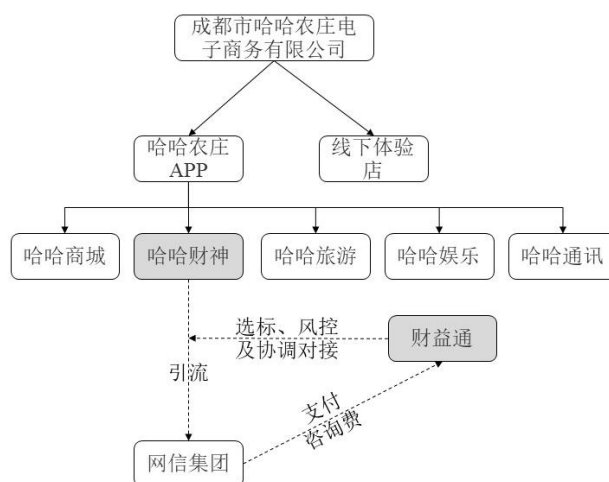 成都市哈哈农庄电
子商务有限公司
哈哈农庄
APP
线下体验
店
哈哈商城
哈哈财神
哈哈旅游
哈哈娱乐
哈哈通讯
选标、风控
及协调对接
财益通
引流
支付
咨询费
网信集团